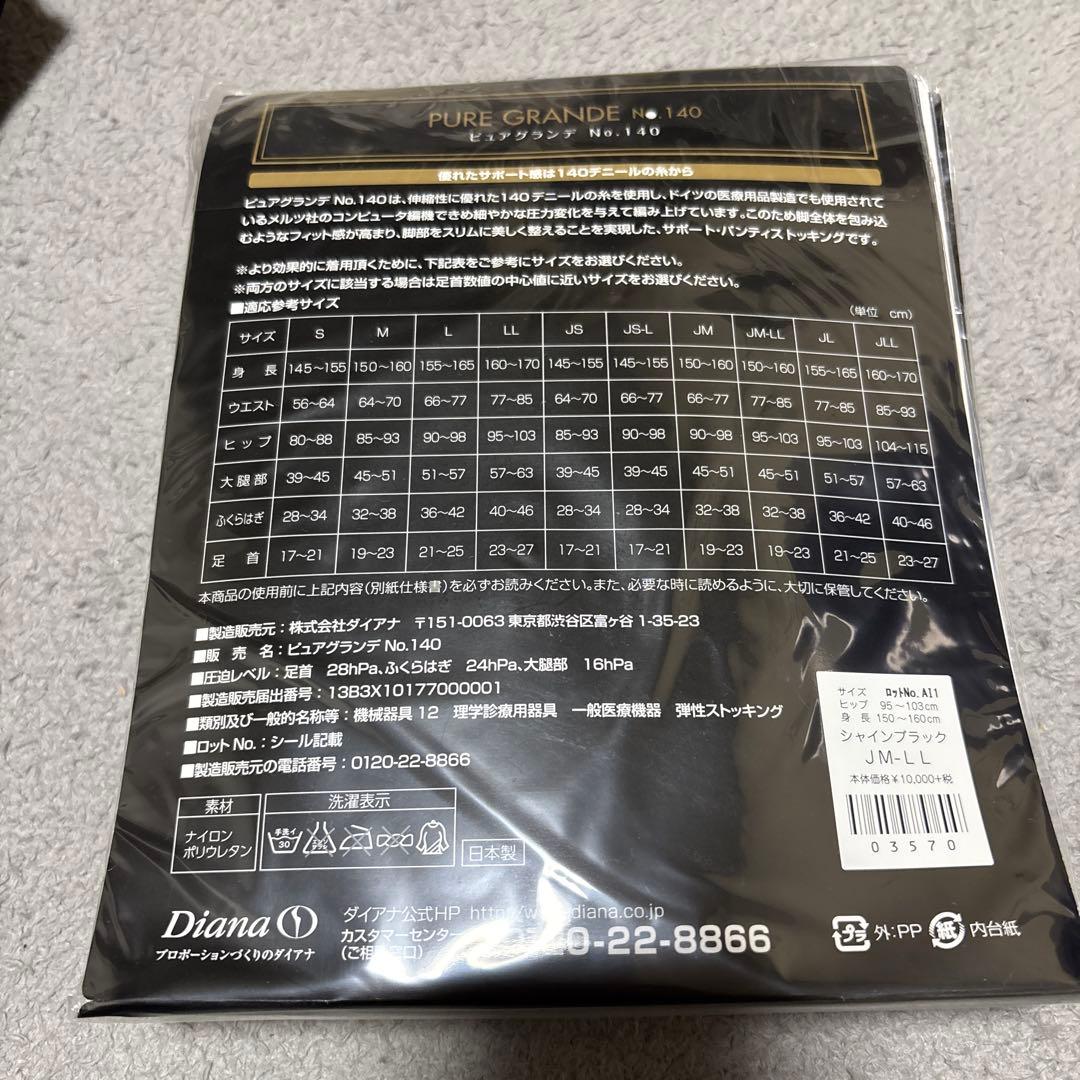 PURE GRANDE No.140
ピュアグランデ No.140
優れたサポート感は140デニールの糸から
ピュアグランデ No.140は、伸縮性に優れた140デニールの糸を使用し、ドイツの医療用品製造でも使用されて
いるメルツ社のコンピュータ編機できめ細やかな圧力変化を与えて編み上げています。このため脚全体を包み込
むようなフィット感が高まり、脚部をスリムに美しく整えることを実現した、サポート・パンティストッキングです。
※より効果的に着用頂くために、下記表をご参考にサイズをお選びください。
※両方のサイズに該当する場合は足首数値の中心値に近いサイズをお選びください。
■適応参考サイズ (単位 cm)
サイズ S M L LL JS JS-L JM JM-LL JL JLL
身長 145〜155 150〜160 155〜165 160〜170 145〜155 145〜155 150〜160 150〜160 155〜165 160〜170
ウエスト 56〜64 64〜70 66〜77 77〜85 64〜70 66〜77 66〜77 77〜85 77〜85 85〜93
ヒップ 80〜88 85〜93 90〜98 95〜103 85〜93 90〜98 90〜98 95〜103 95〜103 104〜115
大腿部 39〜45 45〜51 51〜57 57〜63 39〜45 39〜45 45〜51 45〜51 51〜57 57〜63
ふくらはぎ 28〜34 32〜38 36〜42 40〜46 28〜34 28〜34 32〜38 32〜38 36〜42 40〜46
足首 17〜21 19〜23 21〜25 23〜27 17〜21 17〜21 19〜23 19〜23 21〜25 23〜27
本商品の使用前に上記内容(別紙仕様書)を必ずお読みください。また、必要な時に読めるように、大切に保管してください。
■製造販売元：株式会社ダイアナ 〒151-0063 東京都渋谷区富ヶ谷 1-35-23
■販売名：ピュアグランデ No.140
■圧迫レベル：足首 28hPa、ふくらはぎ 24hPa、大腿部 16hPa
■製造販売届出番号：13B3X10177000001
■類別及び一般的名称等：機械器具12 理学診療用器具 一般医療機器 弾性ストッキング
■ロットNo.：シール記載
■製造販売元の電話番号：0120-22-8866
サイズ ロットNo. AI1
ヒップ 95〜103cm
身長 150〜160cm
シャインブラック
JM-LL
本体価格¥10,000+税
03570
素材 洗濯表示
ナイロン
ポリウレタン
手洗イ
30
日本製
Diana
プロポーションづくりのダイアナ
ダイアナ公式HP http://www.diana.co.jp
カスタマーセンター
(ご相談窓口) 0120-22-8866
プラ 外:PP 紙 内台紙